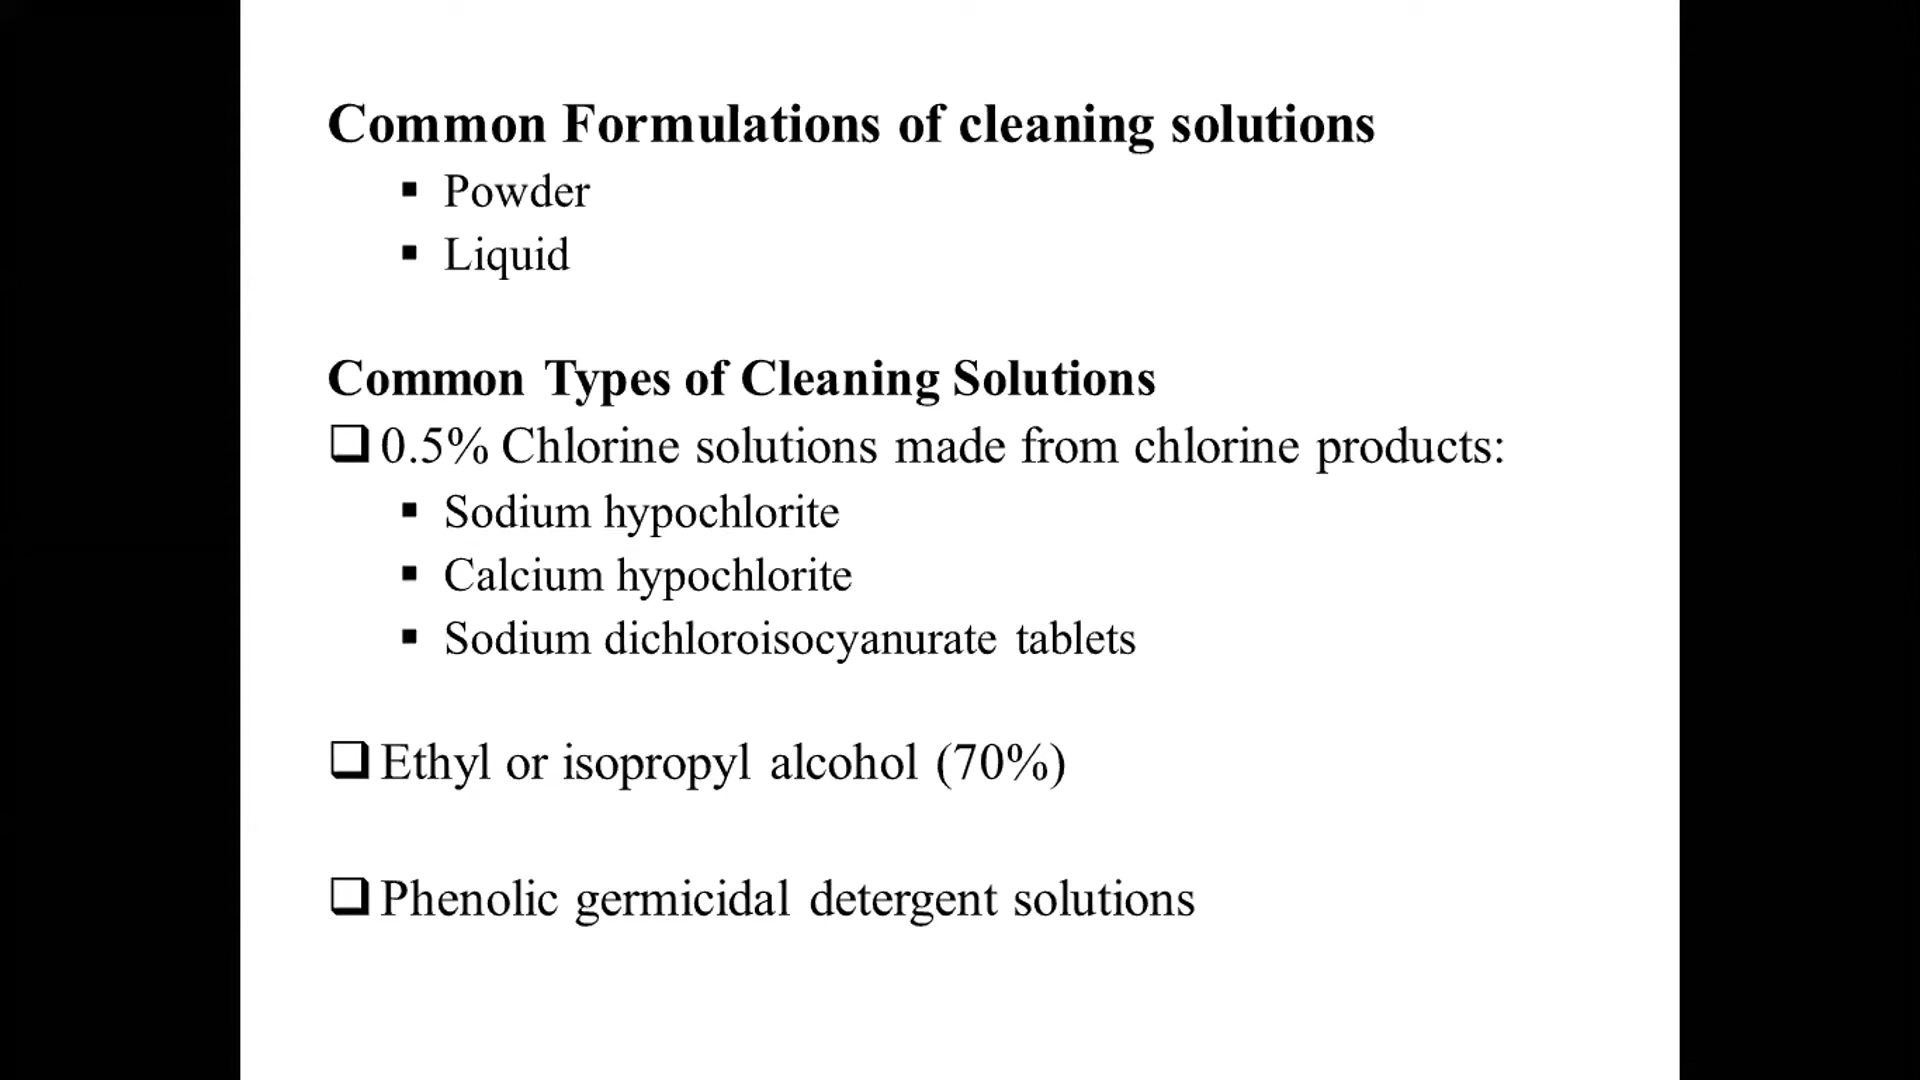 Common Formulations of cleaning solutions
▪ Powder
▪ Liquid
Common Types of Cleaning Solutions
❑ 0.5% Chlorine solutions made from chlorine products:
▪ Sodium hypochlorite
▪ Calcium hypochlorite
▪ Sodium dichloroisocyanurate tablets
❑ Ethyl or isopropyl alcohol (70%)
❑ Phenolic germicidal detergent solutions